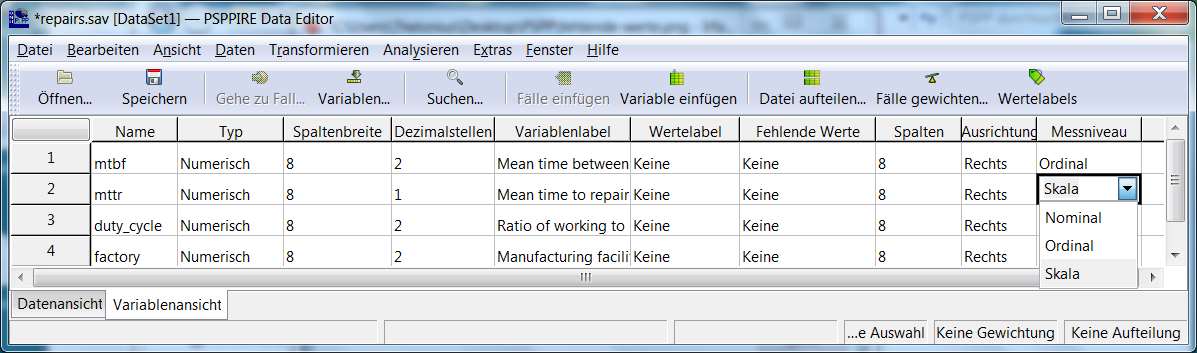 *repairs.sav [DataSet1] — PSPPIRE Data Editor
Datei Bearbeiten Ansicht Daten Transformieren Analysieren Extras Fenster Hilfe
Öffnen... Speichern Gehe zu Fall... Variablen... Suchen... Fälle einfügen Variable einfügen Datei aufteilen... Fälle gewichten... Wertelabels
Name Typ Spaltenbreite Dezimalstellen Variablenlabel Wertelabel Fehlende Werte Spalten Ausrichtung Messniveau
1 mtbf Numerisch 8 2 Mean time between Keine Keine 8 Rechts Ordinal
2 mttr Numerisch 8 1 Mean time to repair Keine Keine 8 Rechts Skala
3 duty_cycle Numerisch 8 2 Ratio of working to Keine Keine 8 Rechts
4 factory Numerisch 8 2 Manufacturing facili Keine Keine 8 Rechts
Nominal
Ordinal
Skala
Datenansicht Variablenansicht
...e Auswahl Keine Gewichtung Keine Aufteilung